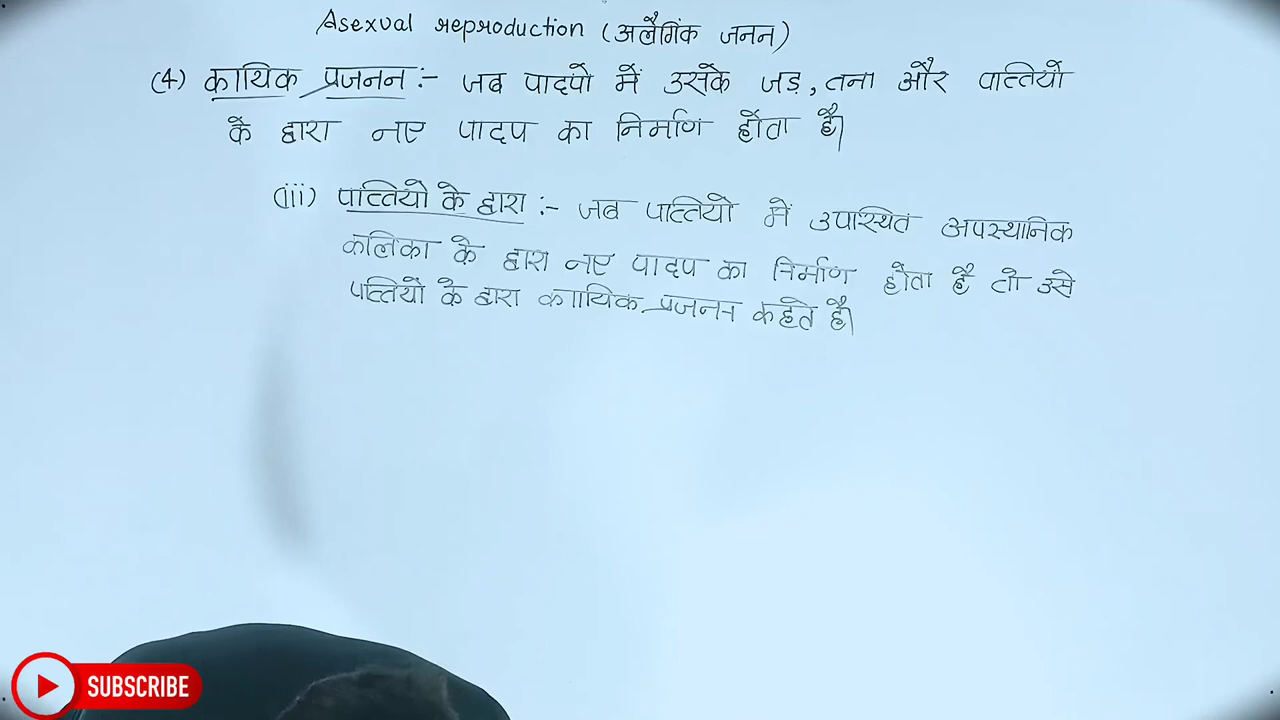 Asexual reproduction (अलैगिंक जनन)
(4) कायिक प्रजनन :- जब पादपो में उसके जड़, तना और पत्तियो
के द्वारा नए पादप का निर्माण होता है।
(iii) पत्तियो के द्वारा :- जब पत्तियो में उपस्थित अपस्थानिक
कलिका के द्वारा नए पादप का निर्माण होता है तो उसे
पत्तियों के द्वारा कायिक प्रजनन कहते है।
SUBSCRIBE